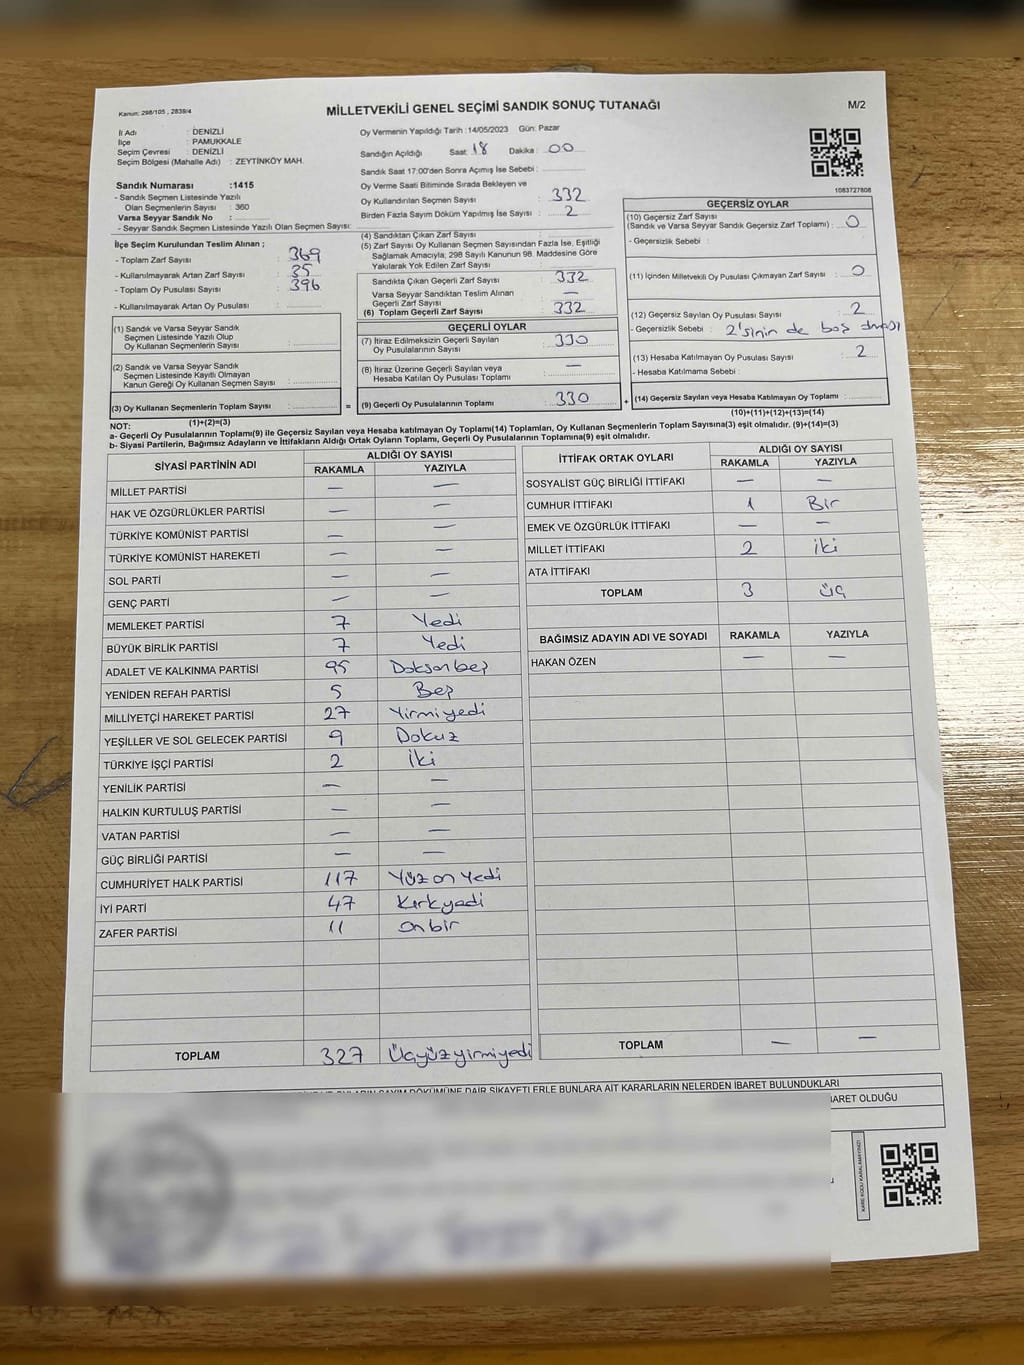 Kanun: 298/105 , 2839/4
MİLLETVEKİLİ GENEL SEÇİMİ SANDIK SONUÇ TUTANAĞI
M/2
İl Adı : DENİZLİ
İlçe : PAMUKKALE
Seçim Çevresi : DENİZLİ
Seçim Bölgesi (Mahalle Adı) : ZEYTİNKÖY MAH.
Oy Vermenin Yapıldığı Tarih :14/05/2023 Gün: Pazar
Sandığın Açıldığı Saat: 18 Dakika : 00
Sandık Saat 17:00'den Sonra Açımış İse Sebebi :
Sandık Numarası :1415
- Sandık Seçmen Listesinde Yazılı
Olan Seçmenlerin Sayısı : 360
Varsa Seyyar Sandık No :
- Seyyar Sandık Seçmen Listesinde Yazılı Olan Seçmen Sayısı:
Oy Verme Saati Bitiminde Sırada Bekleyen ve
Oy Kullandırılan Seçmen Sayısı : 332
Birden Fazla Sayım Döküm Yapılmış İse Sayısı : 2
1083727808
İlçe Seçim Kurulundan Teslim Alınan ;
- Toplam Zarf Sayısı : 369
- Kullanılmayarak Artan Zarf Sayısı : 35
- Toplam Oy Pusulası Sayısı : 396
- Kullanılmayarak Artan Oy Pusulası :
(4) Sandıktan Çıkan Zarf Sayısı :
(5) Zarf Sayısı Oy Kullanan Seçmen Sayısından Fazla İse, Eşitliği
Sağlamak Amacıyla, 298 Sayılı Kanunun 98. Maddesine Göre
Yakılarak Yok Edilen Zarf Sayısı :
Sandıkta Çıkan Geçerli Zarf Sayısı : 332
Varsa Seyyar Sandıktan Teslim Alınan
Geçerli Zarf Sayısı : —
(6) Toplam Geçerli Zarf Sayısı : 332
GEÇERSİZ OYLAR
(10) Geçersiz Zarf Sayısı
(Sandık ve Varsa Seyyar Sandık Geçersiz Zarf Toplamı) : 0
- Geçersizlik Sebebi :
(11) İçinden Milletvekili Oy Pusulası Çıkmayan Zarf Sayısı : 0
(12) Geçersiz Sayılan Oy Pusulası Sayısı : 2
- Geçersizlik Sebebi : 2'sinin de boş olması
(13) Hesaba Katılmayan Oy Pusulası Sayısı : 2
- Hesaba Katılmama Sebebi :
(14) Geçersiz Sayılan veya Hesaba Katılmayan Oy Toplamı :
(10)+(11)+(12)+(13)=(14)
(1) Sandık ve Varsa Seyyar Sandık
Seçmen Listesinde Yazılı Olup
Oy Kullanan Seçmenlerin Sayısı :
(2) Sandık ve Varsa Seyyar Sandık
Seçmen Listesinde Kayıtlı Olmayan
Kanun Gereği Oy Kullanan Seçmen Sayısı :
(3) Oy Kullanan Seçmenlerin Toplam Sayısı :
(1)+(2)=(3)
GEÇERLİ OYLAR
(7) İtiraz Edilmeksizin Geçerli Sayılan
Oy Pusulalarının Sayısı : 330
(8) İtiraz Üzerine Geçerli Sayılan veya
Hesaba Katılan Oy Pusulası Toplamı : —
= (9) Geçerli Oy Pusulalarının Toplamı : 330 +
NOT:
a- Geçerli Oy Pusulalarının Toplamı(9) ile Geçersiz Sayılan veya Hesaba katılmayan Oy Toplamı(14) Toplamları, Oy Kullanan Seçmenlerin Toplam Sayısına(3) eşit olmalıdır. (9)+(14)=(3)
b- Siyasi Partilerin, Bağımsız Adayların ve İttifakların Aldığı Ortak Oyların Toplamı, Geçerli Oy Pusulalarının Toplamına(9) eşit olmalıdır.
SİYASİ PARTİNİN ADI ALDIĞI OY SAYISI
RAKAMLA YAZIYLA
MİLLET PARTİSİ — —
HAK VE ÖZGÜRLÜKLER PARTİSİ — —
TÜRKİYE KOMÜNİST PARTİSİ — —
TÜRKİYE KOMÜNİST HAREKETİ — —
SOL PARTİ — —
GENÇ PARTİ — —
MEMLEKET PARTİSİ 7 Yedi
BÜYÜK BİRLİK PARTİSİ 7 Yedi
ADALET VE KALKINMA PARTİSİ 95 Doksanbeş
YENİDEN REFAH PARTİSİ 5 Beş
MİLLİYETÇİ HAREKET PARTİSİ 27 Yirmiyedi
YEŞİLLER VE SOL GELECEK PARTİSİ 9 Dokuz
TÜRKİYE İŞÇİ PARTİSİ 2 İki
YENİLİK PARTİSİ — —
HALKIN KURTULUŞ PARTİSİ — —
VATAN PARTİSİ — —
GÜÇ BİRLİĞİ PARTİSİ — —
CUMHURİYET HALK PARTİSİ 117 Yüz on Yedi
İYİ PARTİ 47 Kırkyedi
ZAFER PARTİSİ 11 onbir
TOPLAM 327 Üçyüzyirmiyedi
İTTİFAK ORTAK OYLARI ALDIĞI OY SAYISI
RAKAMLA YAZIYLA
SOSYALİST GÜÇ BİRLİĞİ İTTİFAKI — —
CUMHUR İTTİFAKI 1 Bir
EMEK VE ÖZGÜRLÜK İTTİFAKI — —
MİLLET İTTİFAKI 2 iki
ATA İTTİFAKI
TOPLAM 3 üç
BAĞIMSIZ ADAYIN ADI VE SOYADI RAKAMLA YAZIYLA
HAKAN ÖZEN — —
TOPLAM — —
SAYIM DÖKÜMÜNE DAİR ŞİKAYETLERLE BUNLARA AİT KARARLARIN NELERDEN İBARET BULUNDUKLARI
OLDUĞU
KARE KODU KARALAMAYINIZ!